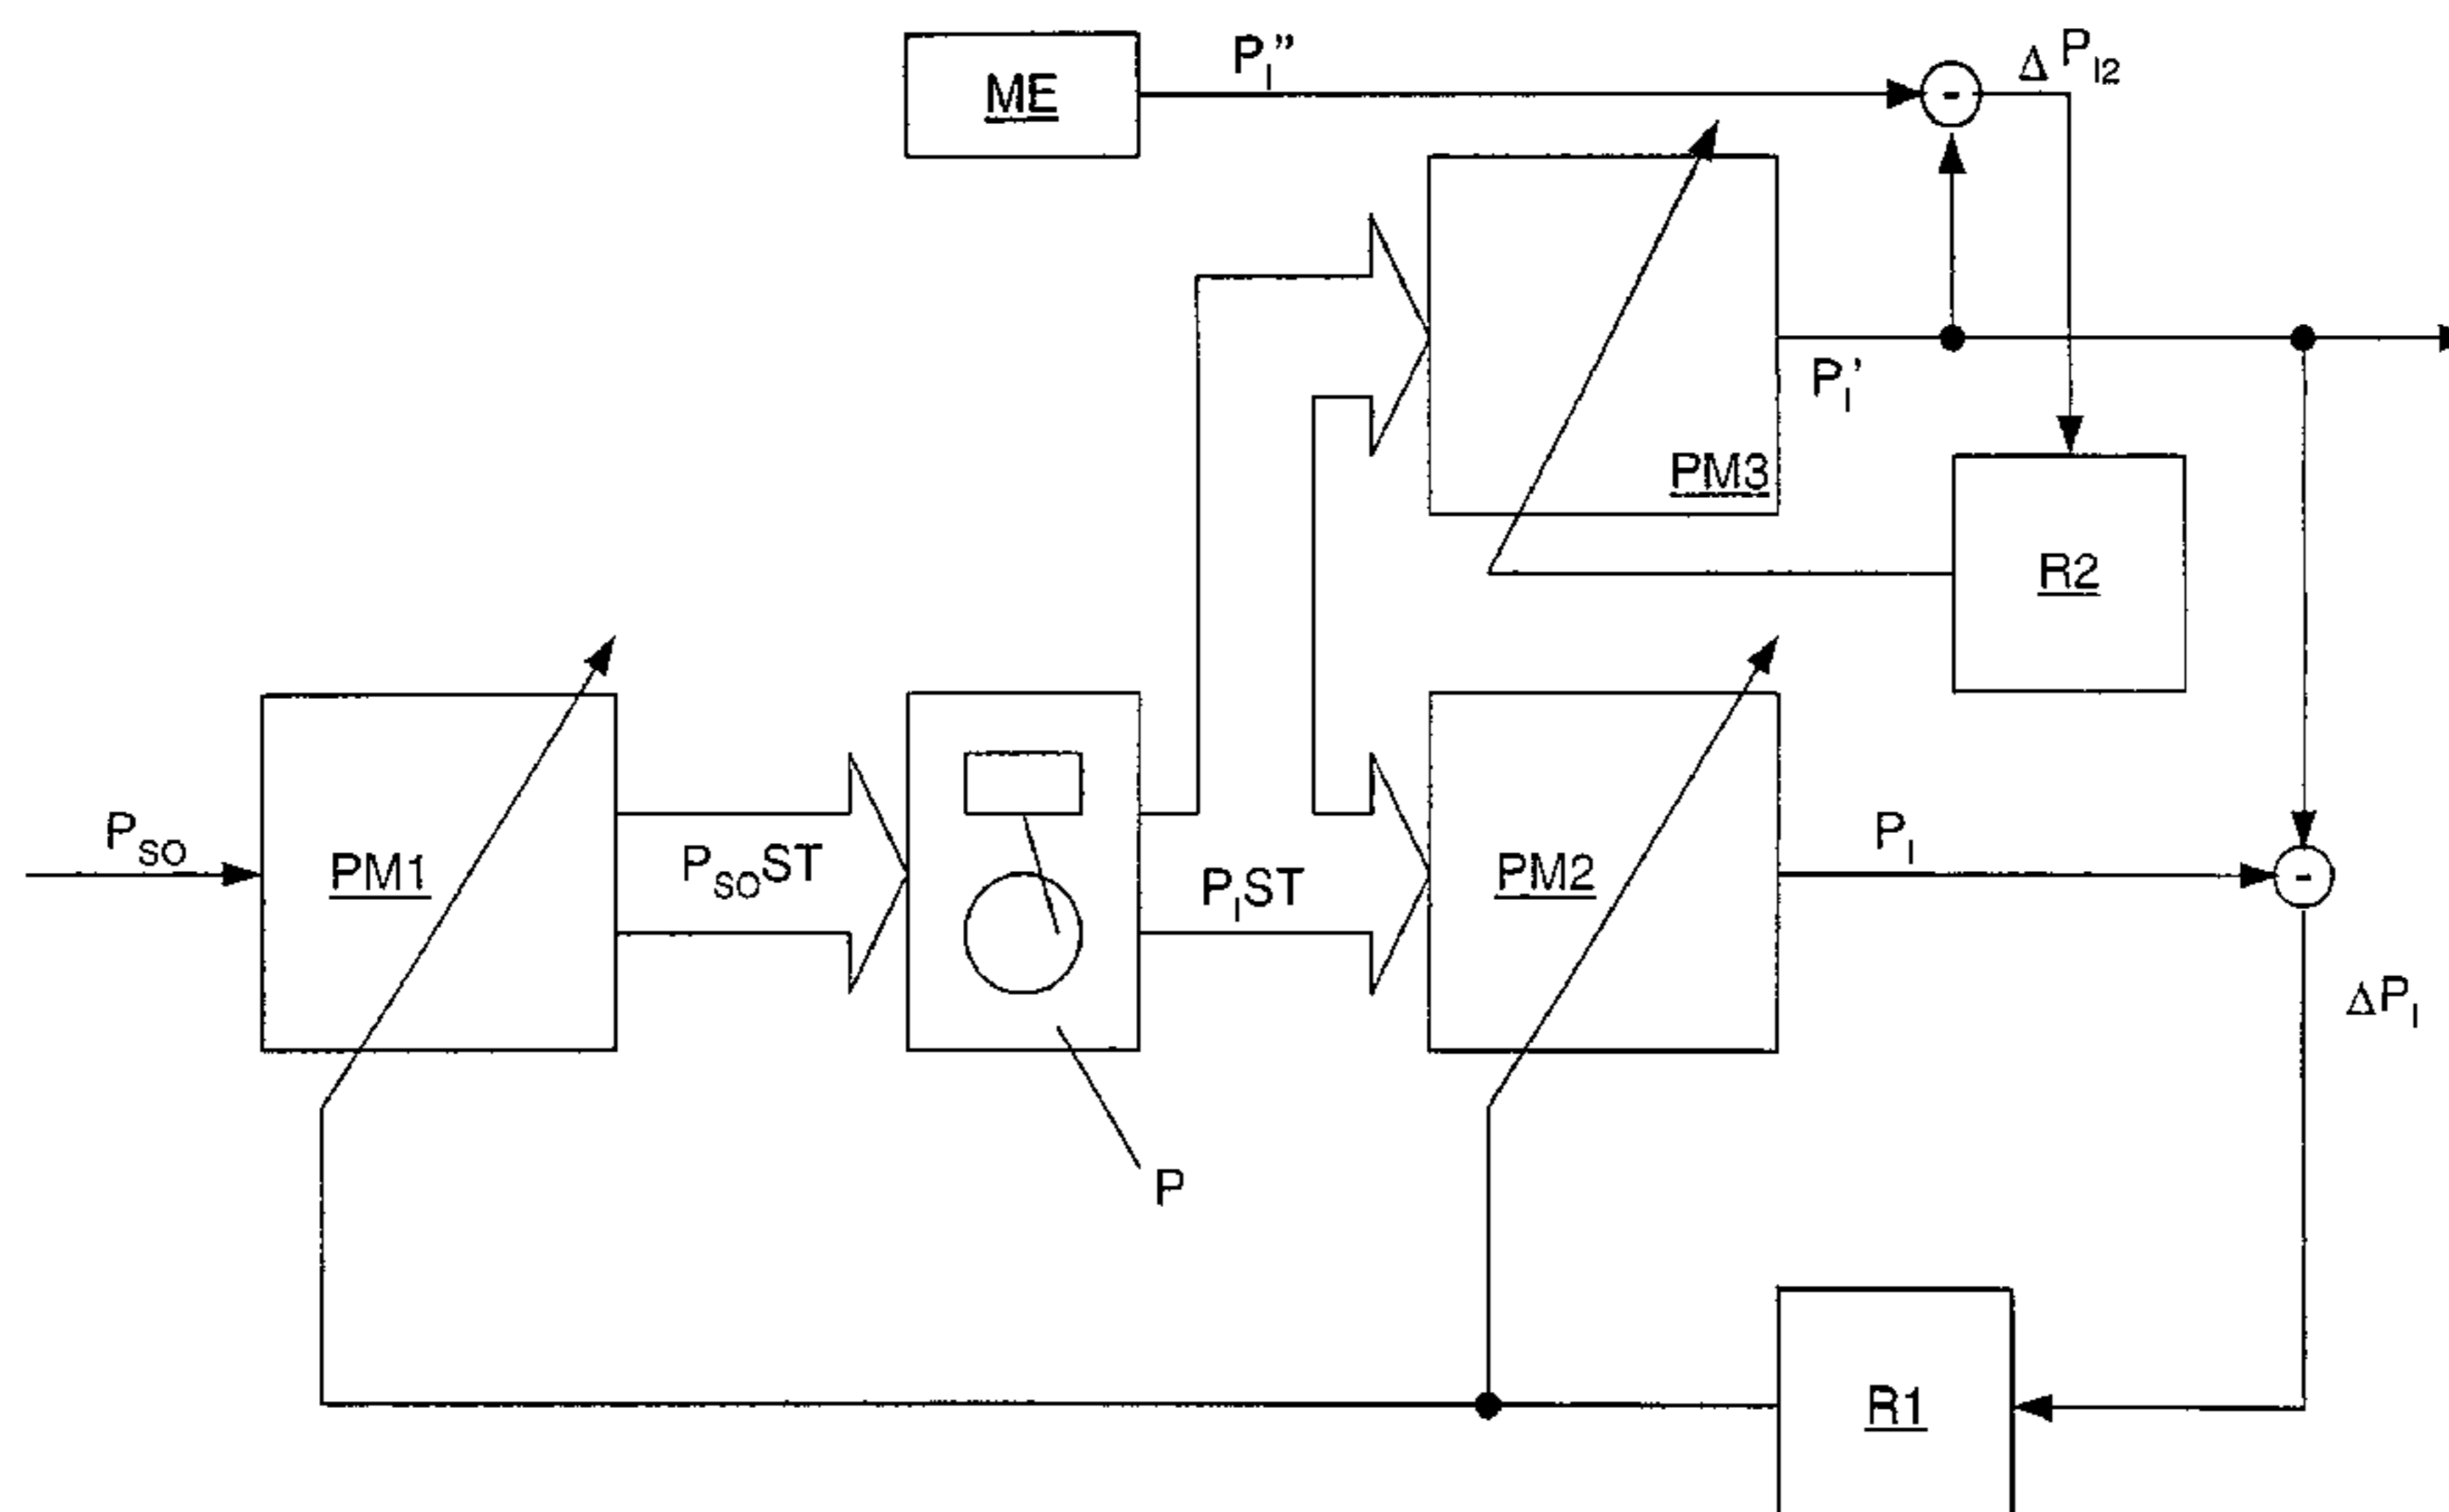 ME
P_I''
-
ΔP_I2
PM3
P_I'
R2
P_SO
PM1
P_SOST
P_IST
PM2
P_I
-
ΔP_I
P
R1